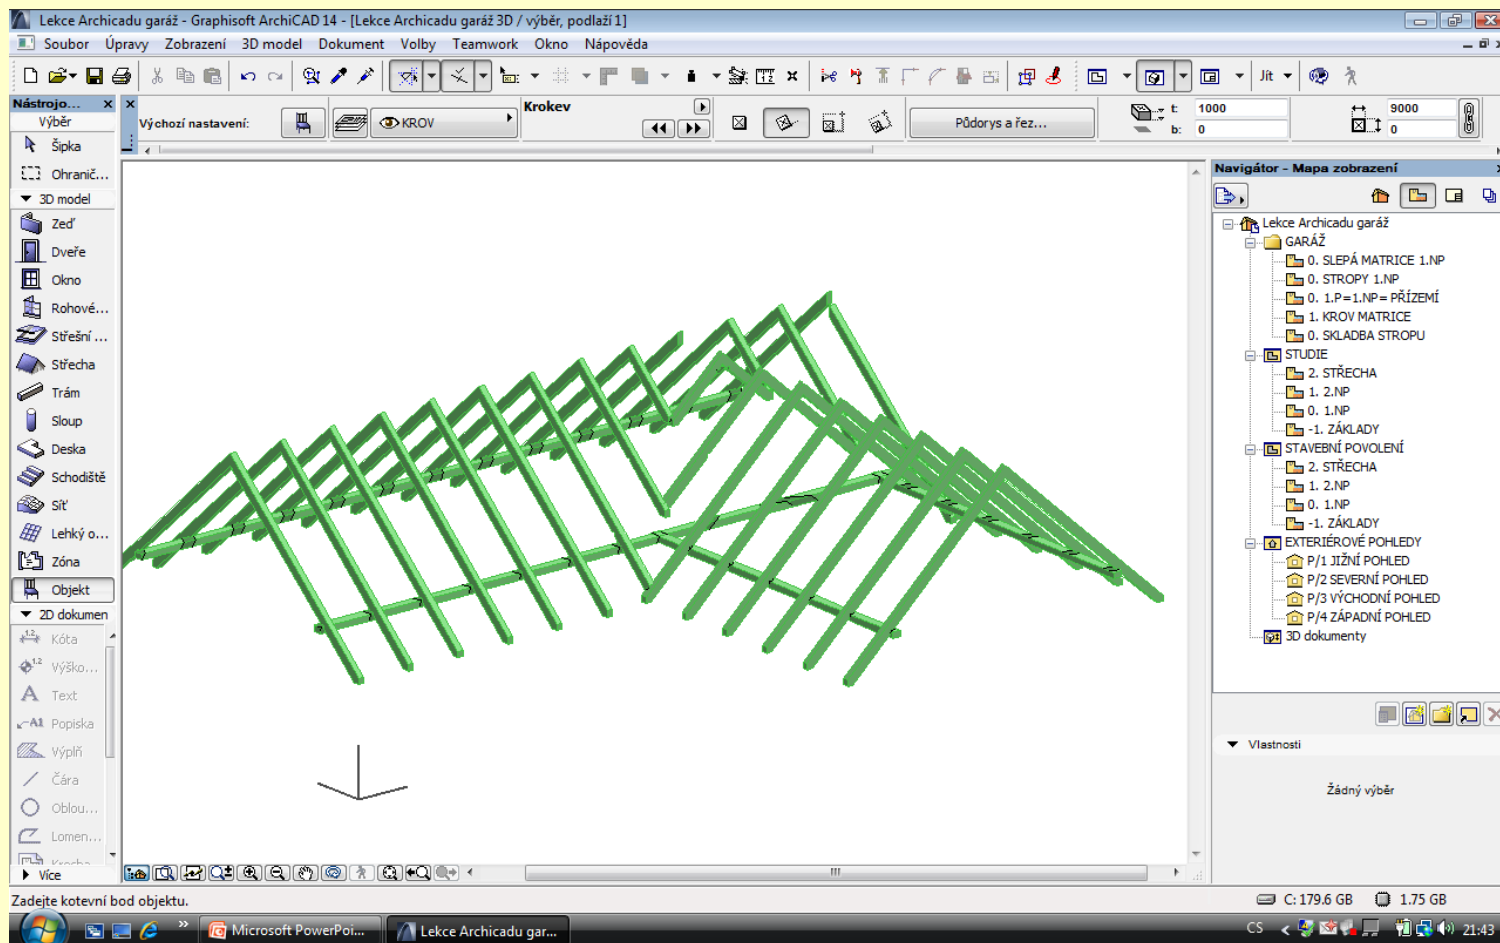 Lekce Archicadu garáž - Graphisoft ArchiCAD 14 - [Lekce Archicadu garáž 3D / výběr, podlaží 1]
Soubor Úpravy Zobrazení 3D model Dokument Volby Teamwork Okno Nápověda
Jít
Nástrojo...
Výběr
Šipka
Ohranič...
3D model
Zeď
Dveře
Okno
Rohové...
Střešní ...
Střecha
Trám
Sloup
Deska
Schodiště
Síť
Lehký o...
Zóna
Objekt
2D dokumen
Kóta
Výško...
Text
Popiska
Výplň
Čára
Oblou...
Lomen...
Více
Výchozí nastavení:
KROV
Krokev
Půdorys a řez...
t: 1000
b: 0
9000
0
Navigátor - Mapa zobrazení
Lekce Archicadu garáž
GARÁŽ
0. SLEPÁ MATRICE 1.NP
0. STROPY 1.NP
0. 1.P=1.NP= PŘÍZEMÍ
1. KROV MATRICE
0. SKLADBA STROPU
STUDIE
2. STŘECHA
1. 2.NP
0. 1.NP
-1. ZÁKLADY
STAVEBNÍ POVOLENÍ
2. STŘECHA
1. 2.NP
0. 1.NP
-1. ZÁKLADY
EXTERIÉROVÉ POHLEDY
P/1 JIŽNÍ POHLED
P/2 SEVERNÍ POHLED
P/3 VÝCHODNÍ POHLED
P/4 ZÁPADNÍ POHLED
3D dokumenty
Vlastnosti
Žádný výběr
Zadejte kotevní bod objektu.
C: 179.6 GB
1.75 GB
Microsoft PowerPoi...
Lekce Archicadu gar...
CS
21:43